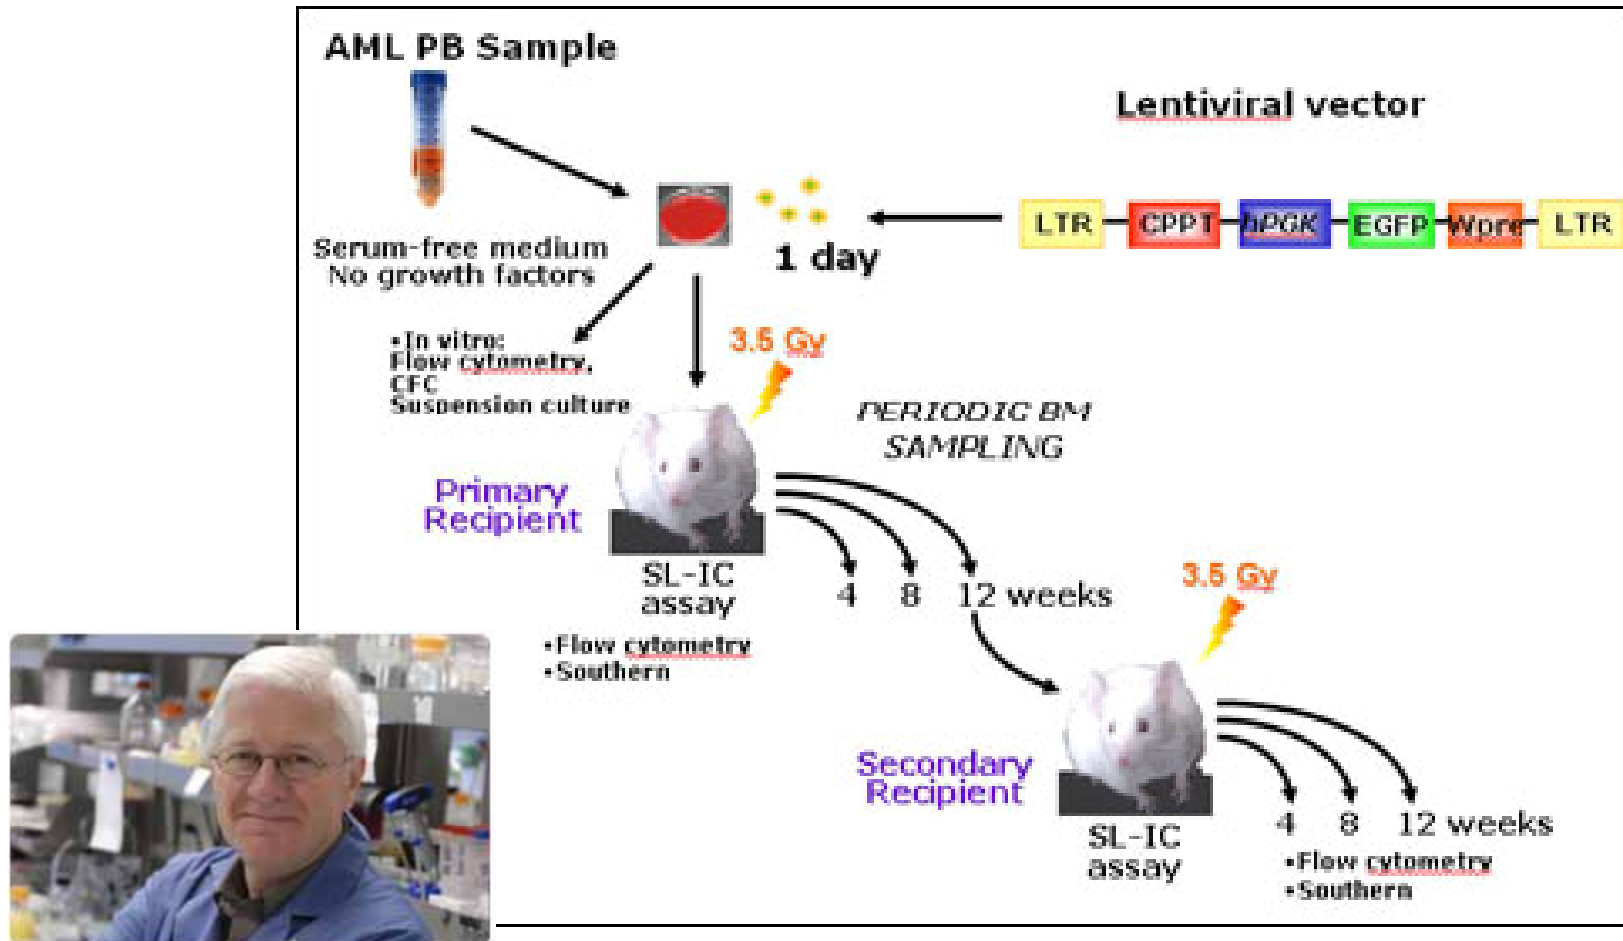 AML PB Sample
Lentiviral vector
LTR CPPT hPGK EGFP Wpre LTR
1 day
Serum-free medium
No growth factors
•In vitro:
Flow cytometry,
CFC
Suspension culture
3.5 Gy
PERIODIC BM
SAMPLING
Primary
Recipient
SL-IC
assay
4 8 12 weeks
•Flow cytometry
•Southern
3.5 Gy
Secondary
Recipient
SL-IC
assay
4 8 12 weeks
•Flow cytometry
•Southern